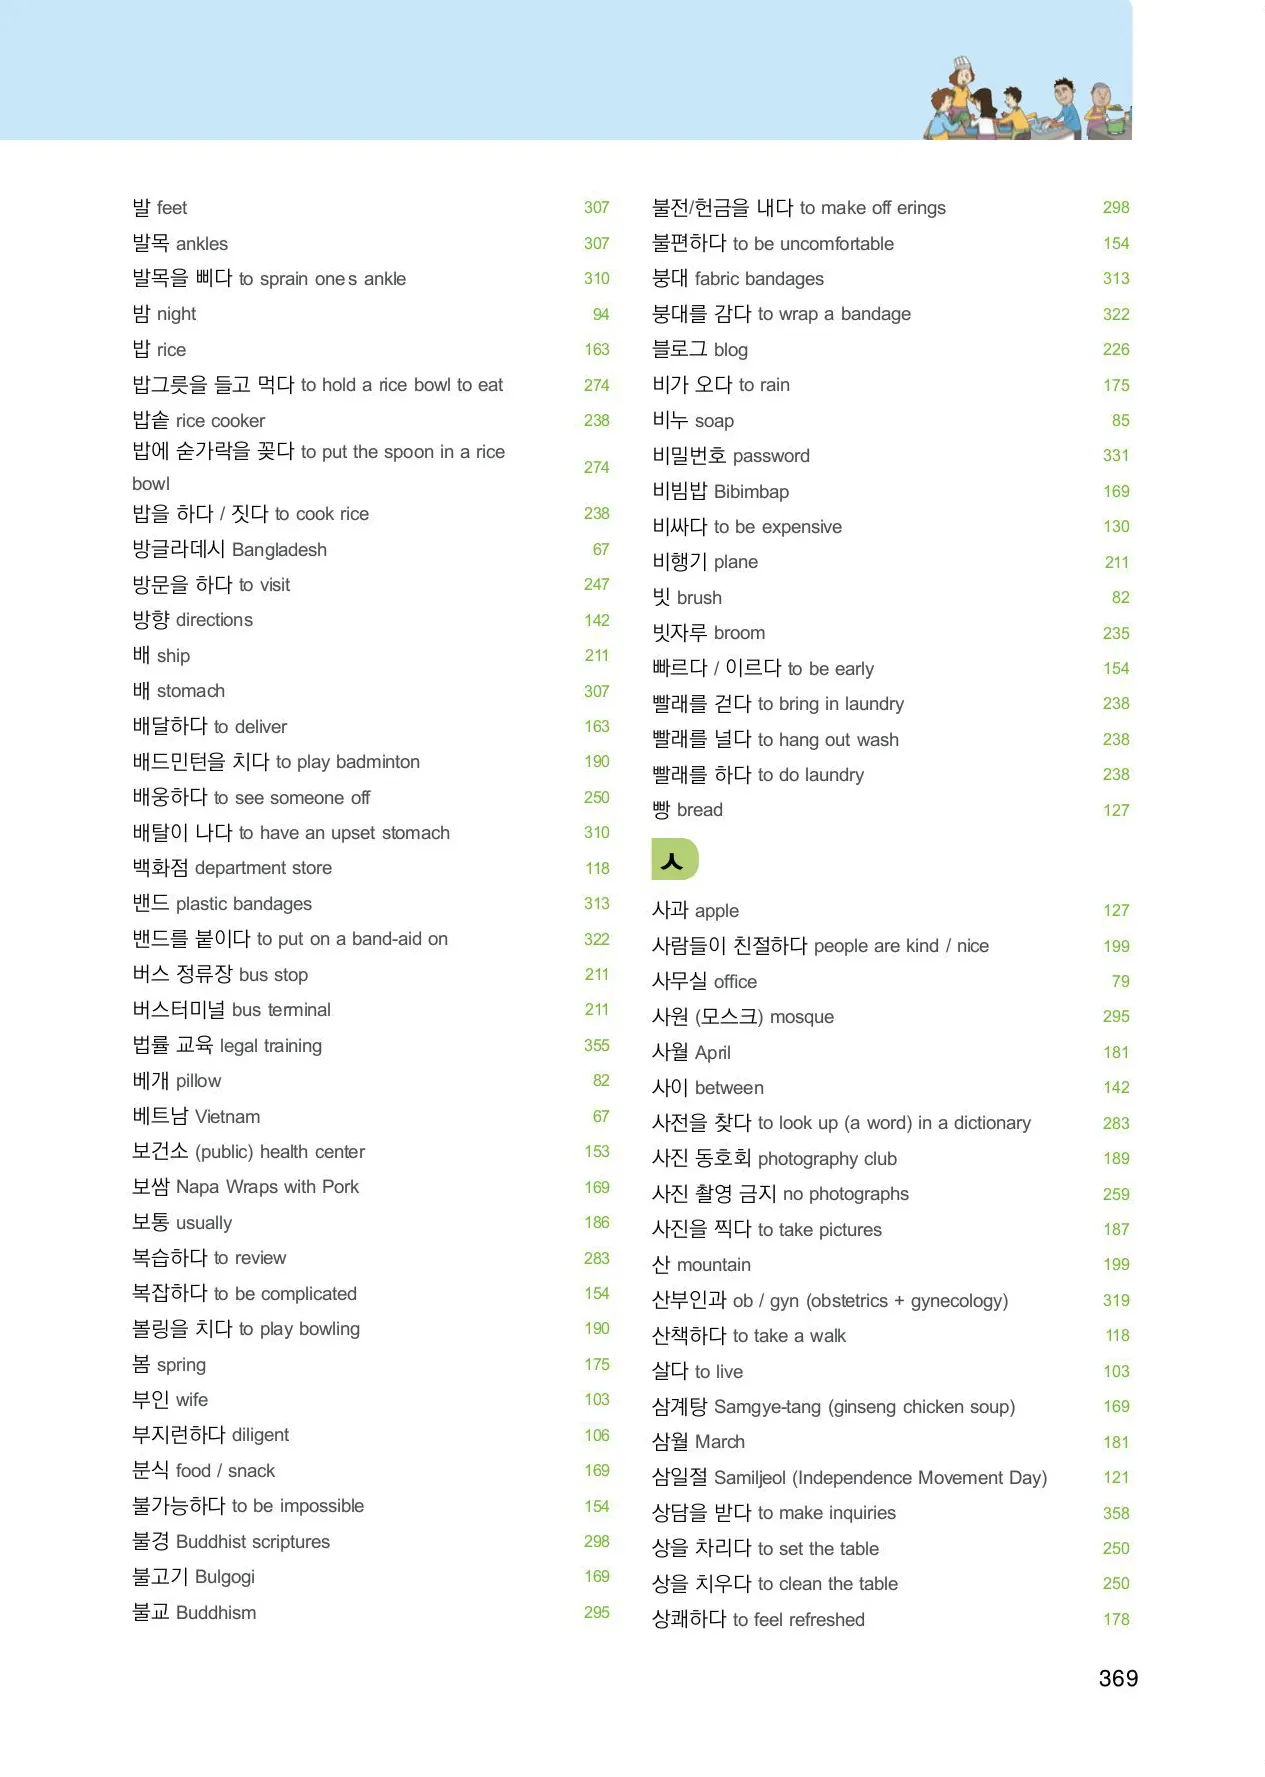 발 feet 307
발목 ankles 307
발목을 삐다 to sprain one s ankle 310
밤 night 94
밥 rice 163
밥그릇을 들고 먹다 to hold a rice bowl to eat 274
밥솥 rice cooker 238
밥에 숟가락을 꽂다 to put the spoon in a rice
bowl 274
밥을 하다 / 짓다 to cook rice 238
방글라데시 Bangladesh 67
방문을 하다 to visit 247
방향 directions 142
배 ship 211
배 stomach 307
배달하다 to deliver 163
배드민턴을 치다 to play badminton 190
배웅하다 to see someone off 250
배탈이 나다 to have an upset stomach 310
백화점 department store 118
밴드 plastic bandages 313
밴드를 붙이다 to put on a band-aid on 322
버스 정류장 bus stop 211
버스터미널 bus terminal 211
법률 교육 legal training 355
베개 pillow 82
베트남 Vietnam 67
보건소 (public) health center 153
보쌈 Napa Wraps with Pork 169
보통 usually 186
복습하다 to review 283
복잡하다 to be complicated 154
볼링을 치다 to play bowling 190
봄 spring 175
부인 wife 103
부지런하다 diligent 106
분식 food / snack 169
불가능하다 to be impossible 154
불경 Buddhist scriptures 298
불고기 Bulgogi 169
불교 Buddhism 295
불전/헌금을 내다 to make off erings 298
불편하다 to be uncomfortable 154
붕대 fabric bandages 313
붕대를 감다 to wrap a bandage 322
블로그 blog 226
비가 오다 to rain 175
비누 soap 85
비밀번호 password 331
비빔밥 Bibimbap 169
비싸다 to be expensive 130
비행기 plane 211
빗 brush 82
빗자루 broom 235
빠르다 / 이르다 to be early 154
빨래를 걷다 to bring in laundry 238
빨래를 널다 to hang out wash 238
빨래를 하다 to do laundry 238
빵 bread 127
ㅅ
사과 apple 127
사람들이 친절하다 people are kind / nice 199
사무실 office 79
사원 (모스크) mosque 295
사월 April 181
사이 between 142
사전을 찾다 to look up (a word) in a dictionary 283
사진 동호회 photography club 189
사진 촬영 금지 no photographs 259
사진을 찍다 to take pictures 187
산 mountain 199
산부인과 ob / gyn (obstetrics + gynecology) 319
산책하다 to take a walk 118
살다 to live 103
삼계탕 Samgye-tang (ginseng chicken soup) 169
삼월 March 181
삼일절 Samiljeol (Independence Movement Day) 121
상담을 받다 to make inquiries 358
상을 차리다 to set the table 250
상을 치우다 to clean the table 250
상쾌하다 to feel refreshed 178
369